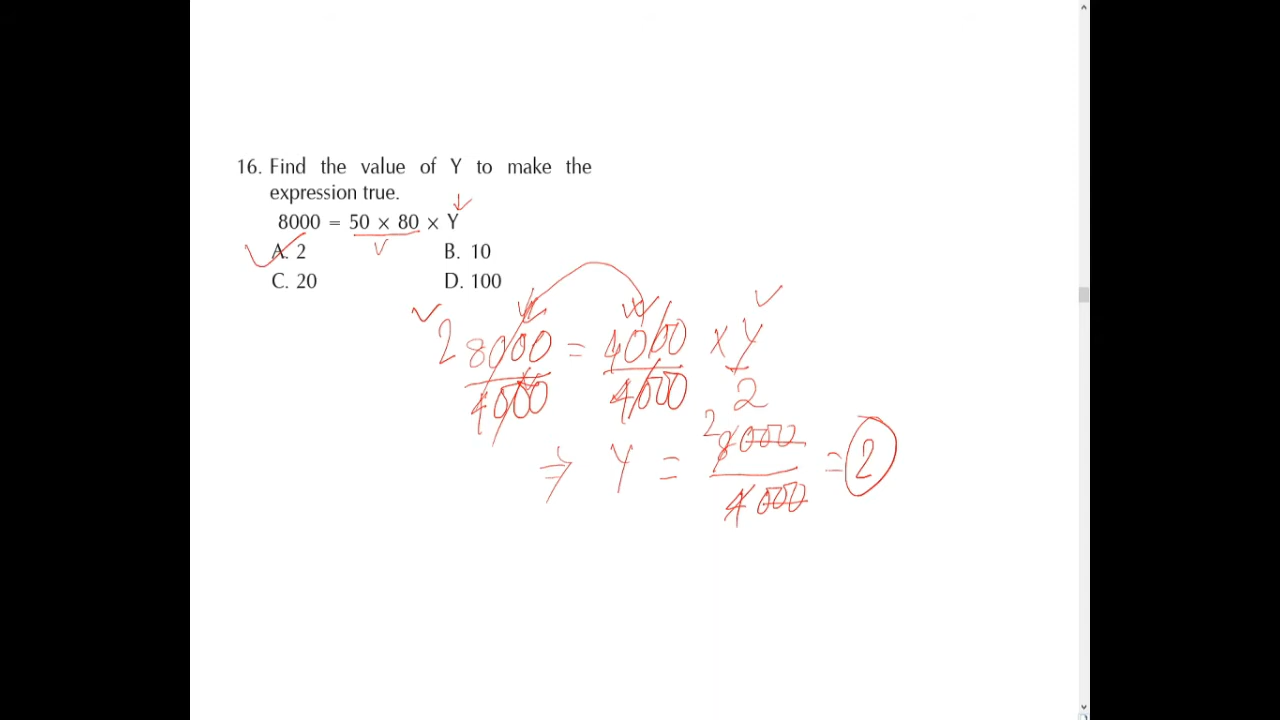 16. Find the value of Y to make the
expression true.
8000 = 50 × 80 × Y
A. 2 B. 10
C. 20 D. 100
2 8000 = 4000 × Y
4000 4000 2
2
⇒ Y = 8000 = 2
4000